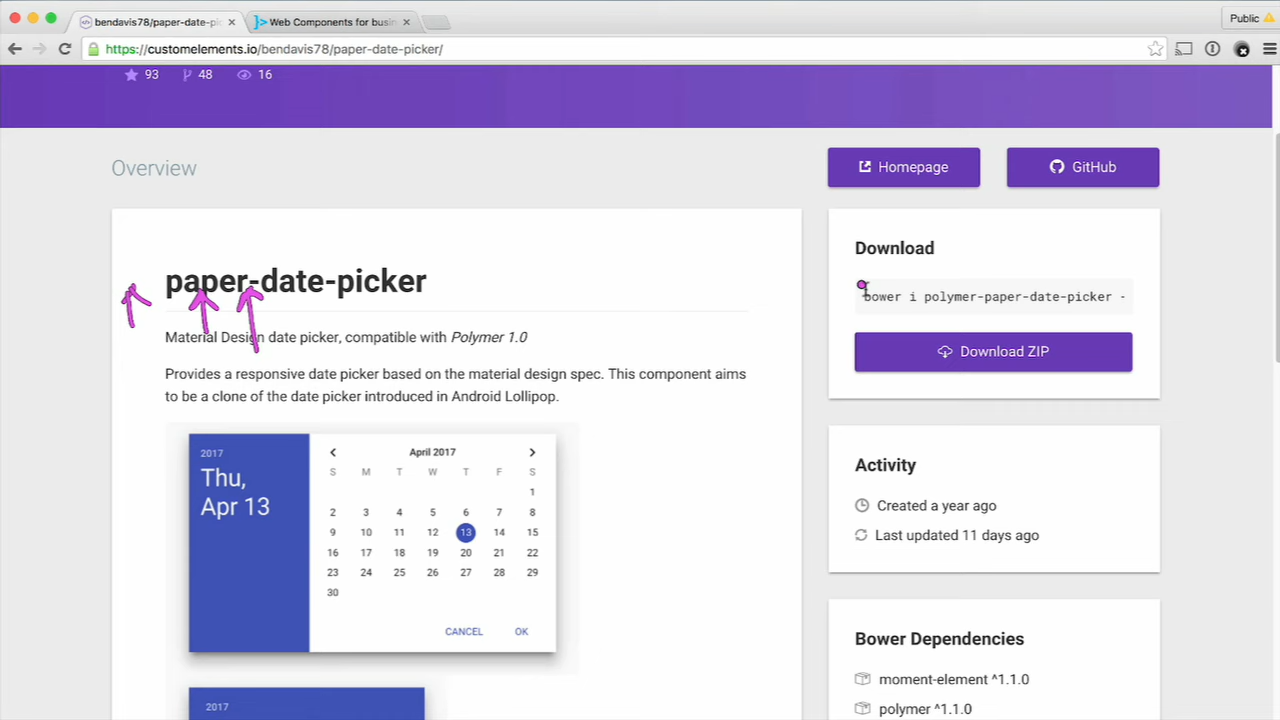 bendavis78/paper-date-pic
Web Components for busin
Public
https://customelements.io/bendavis78/paper-date-picker/
93 48 16
Overview
Homepage
GitHub
paper-date-picker
Material Design date picker, compatible with Polymer 1.0
Provides a responsive date picker based on the material design spec. This component aims
to be a clone of the date picker introduced in Android Lollipop.
2017
Thu,
Apr 13
April 2017
S M T W T F S
1
2 3 4 5 6 7 8
9 10 11 12 13 14 15
16 17 18 19 20 21 22
23 24 25 26 27 28 29
30
CANCEL OK
2017
Download
bower i polymer-paper-date-picker -
Download ZIP
Activity
Created a year ago
Last updated 11 days ago
Bower Dependencies
moment-element ^1.1.0
polymer ^1.1.0